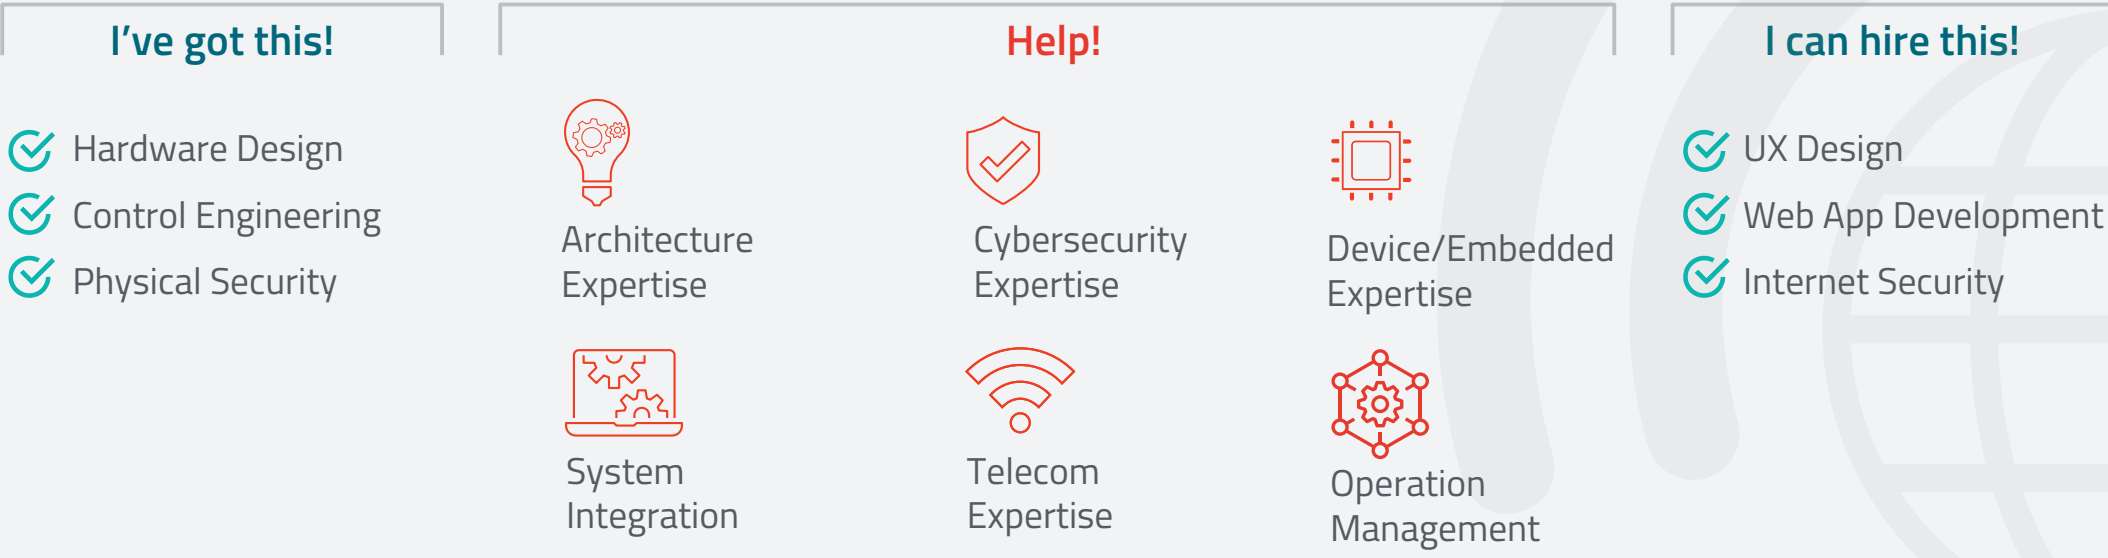 I've got this!
Hardware Design
Control Engineering
Physical Security
Help!
Architecture
Expertise
Cybersecurity
Expertise
Device/Embedded
Expertise
System
Integration
Telecom
Expertise
Operation
Management
I can hire this!
UX Design
Web App Development
Internet Security